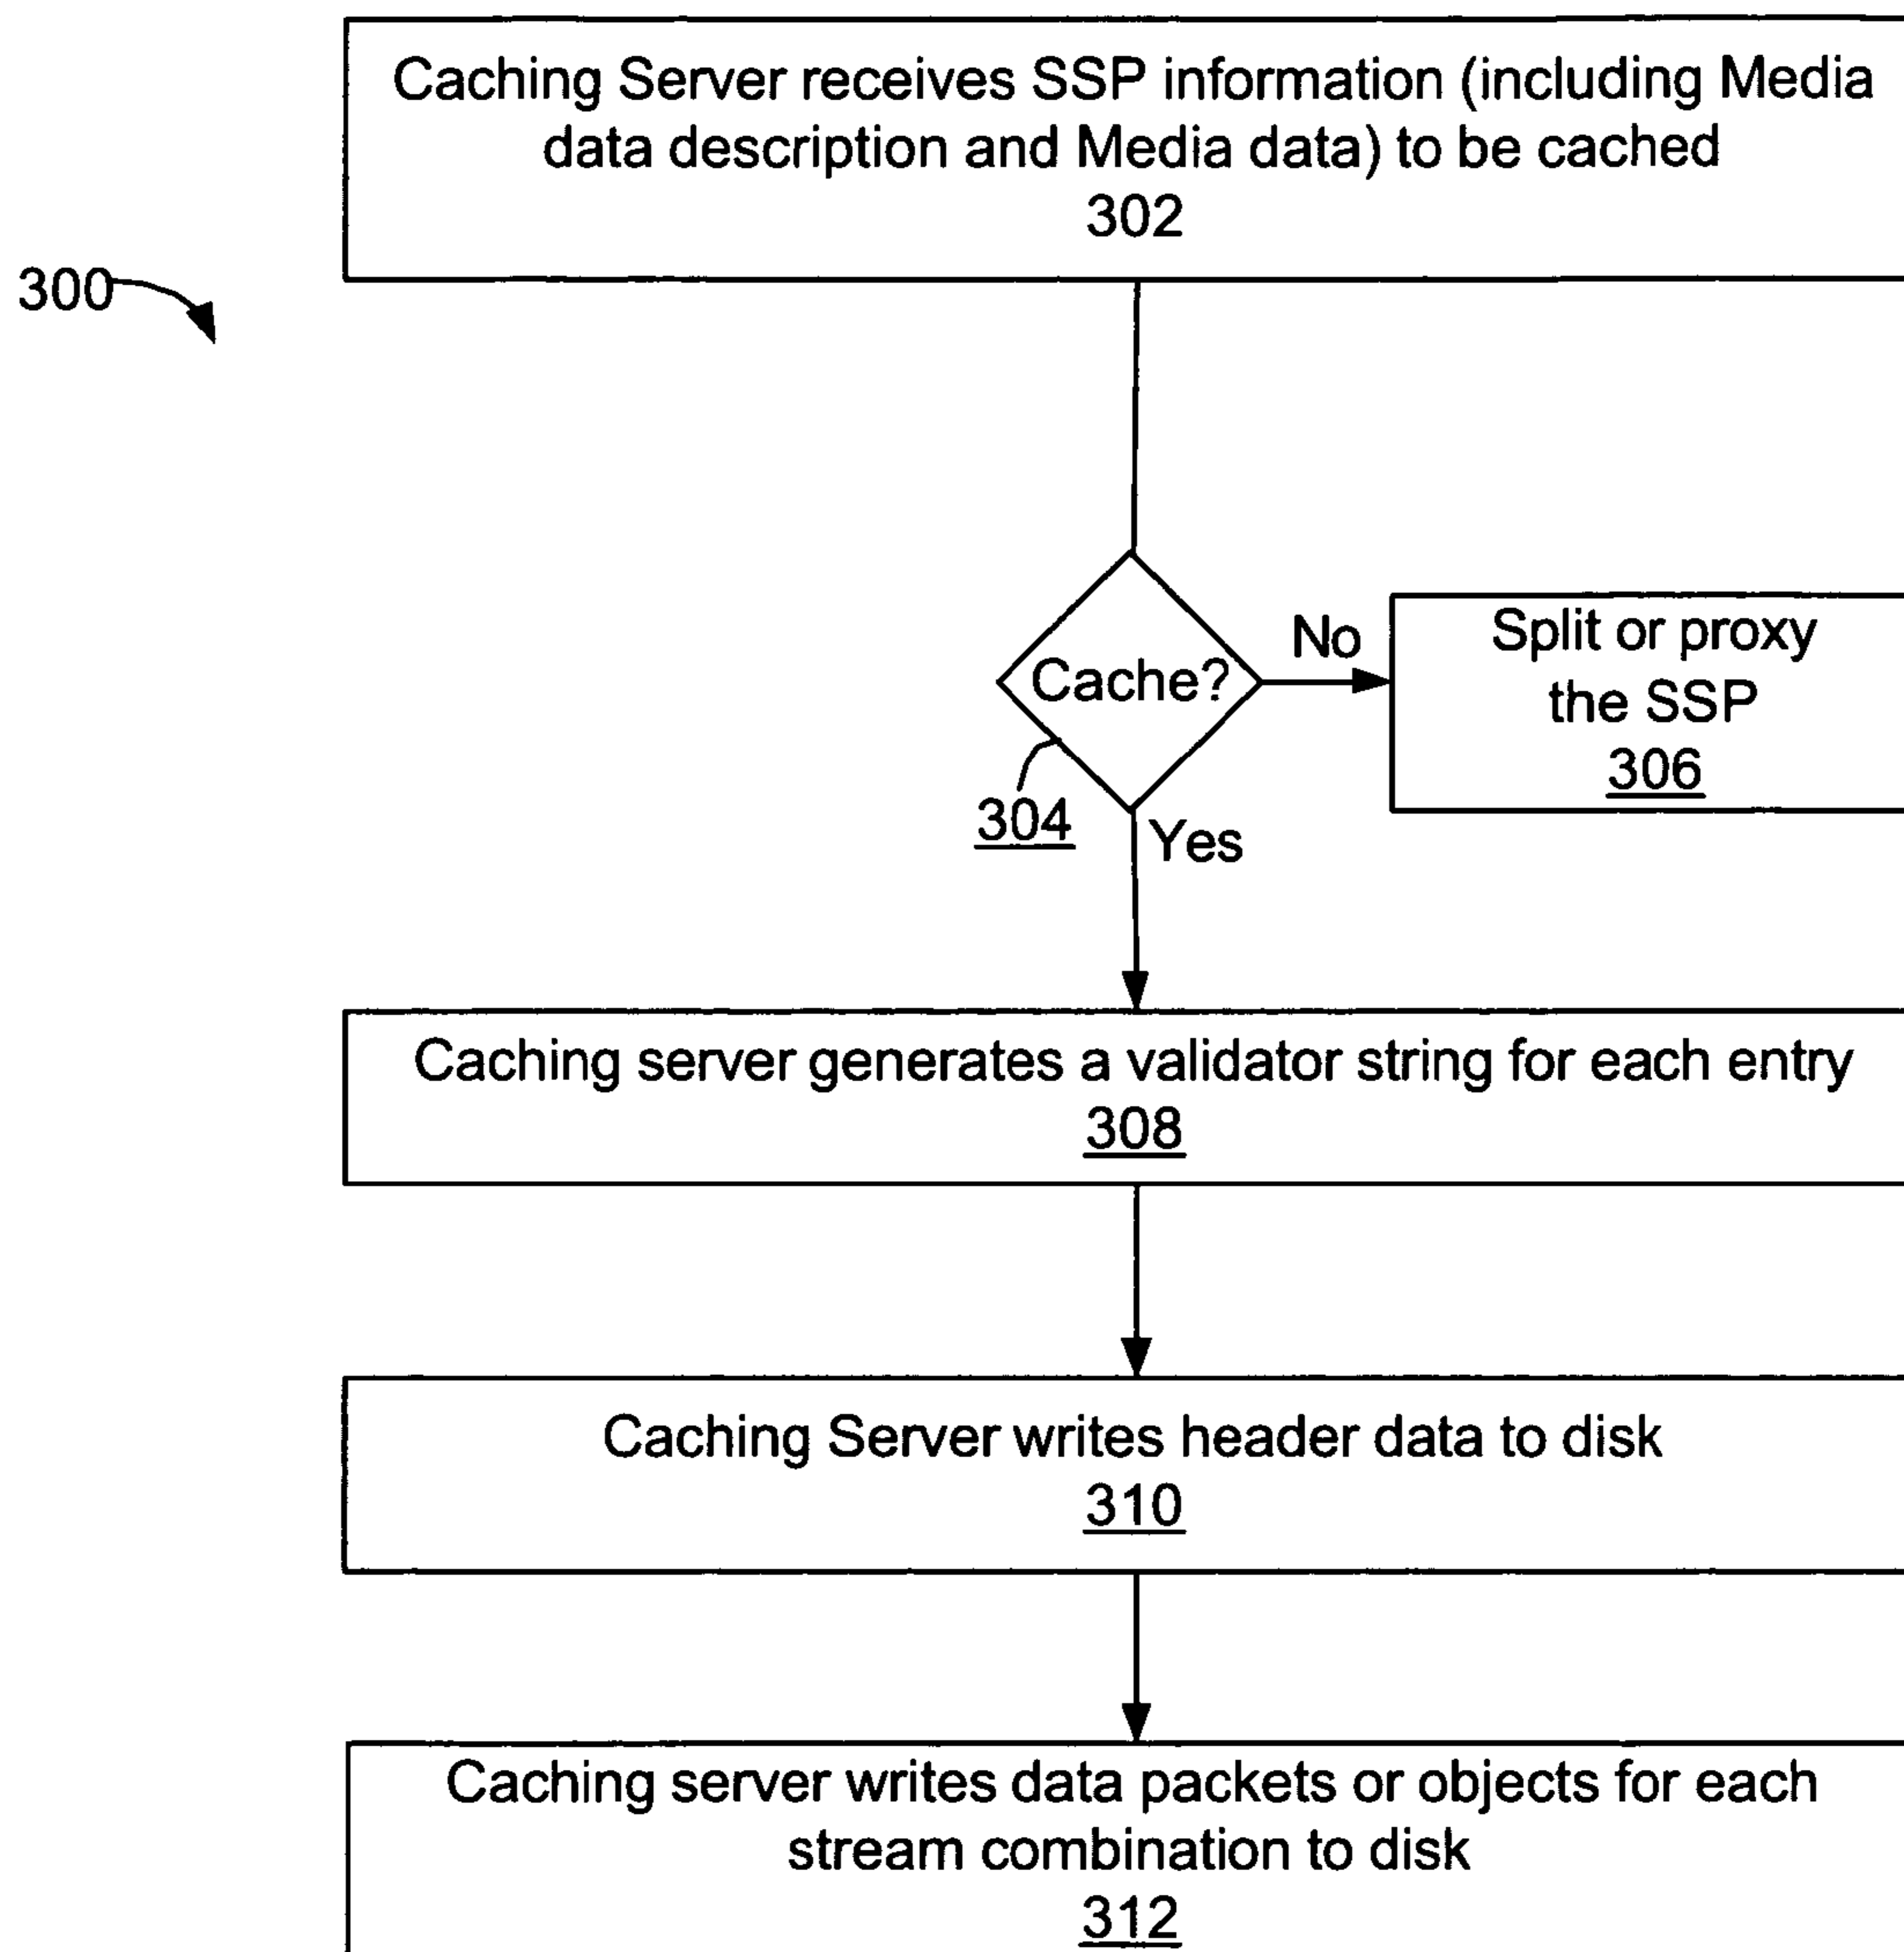 Caching Server receives SSP information (including Media
data description and Media data) to be cached
302
300
Cache?
No
Split or proxy
the SSP
306
304
Yes
Caching server generates a validator string for each entry
308
Caching Server writes header data to disk
310
Caching server writes data packets or objects for each
stream combination to disk
312